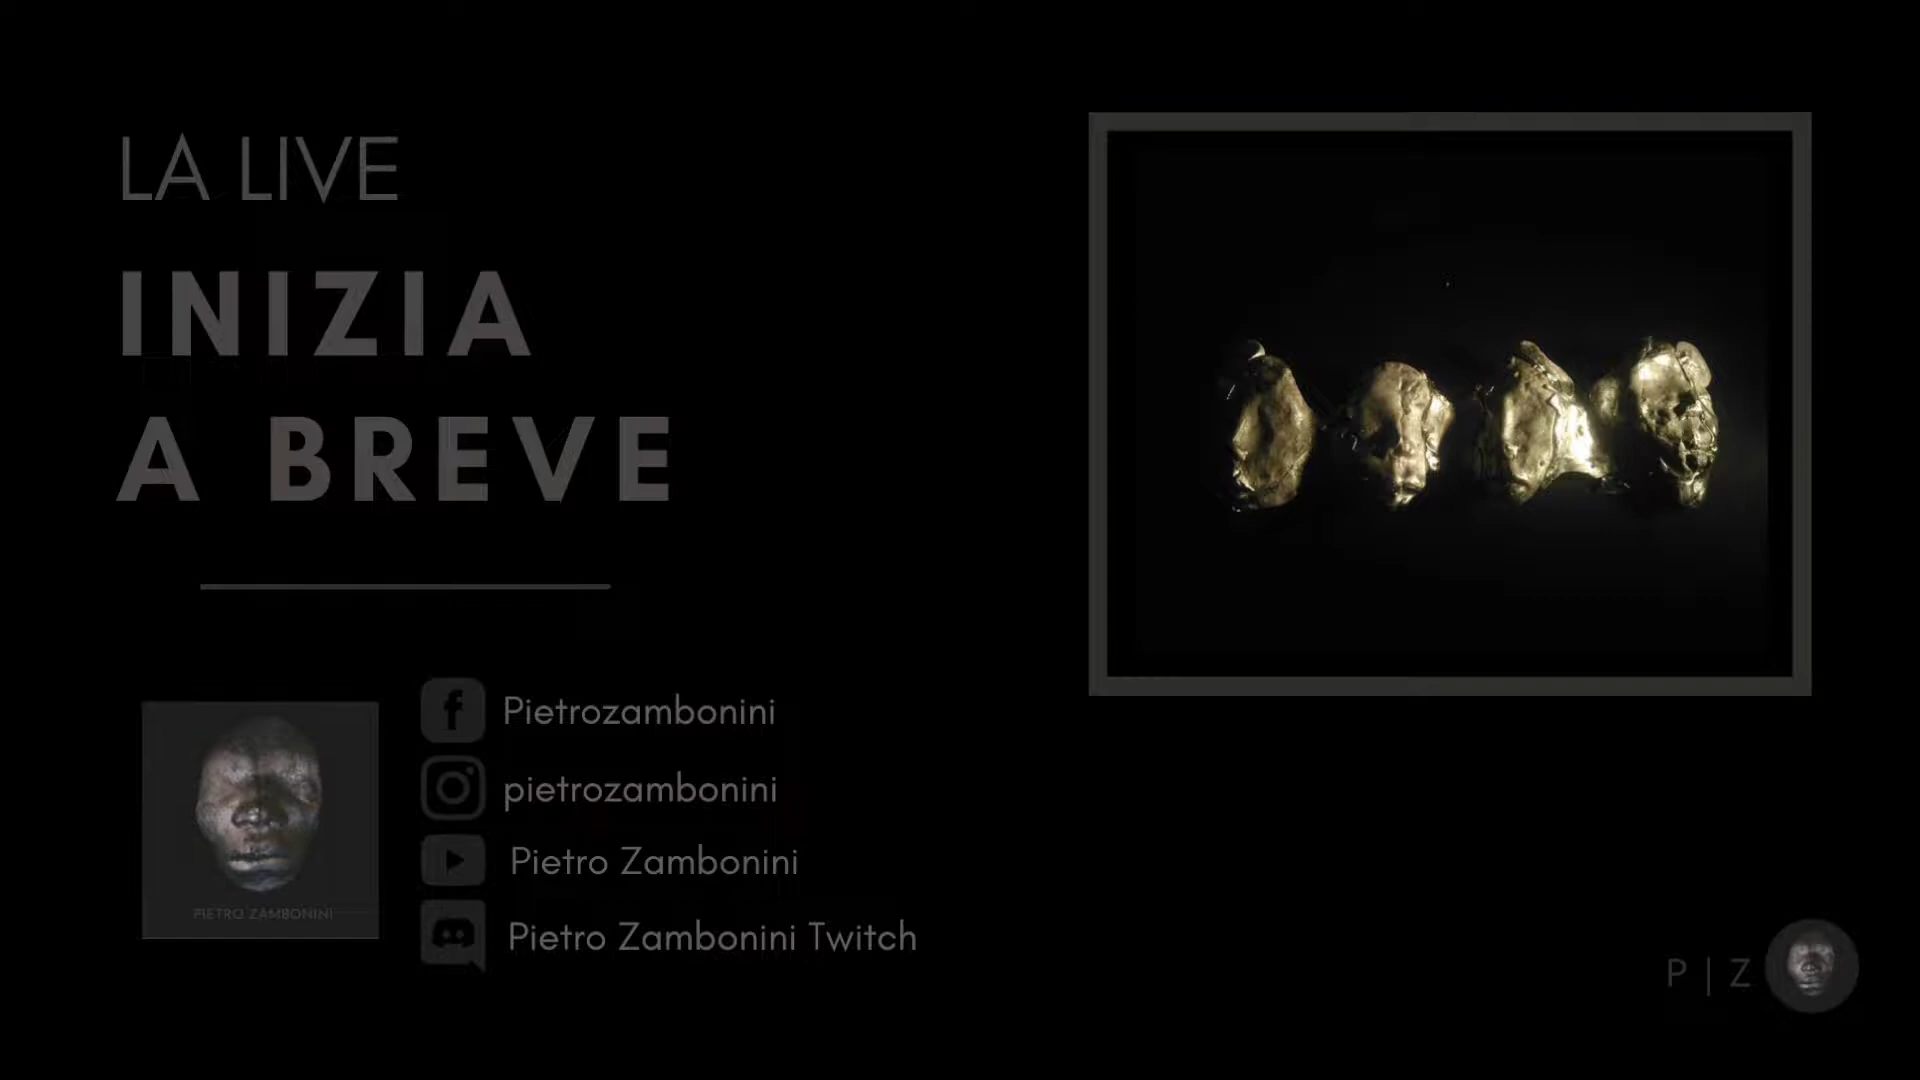 LA LIVE
INIZIA
A BREVE
Pietrozambonini
pietrozambonini
Pietro Zambonini
Pietro Zambonini Twitch
PIETRO ZAMBONINI
P | Z